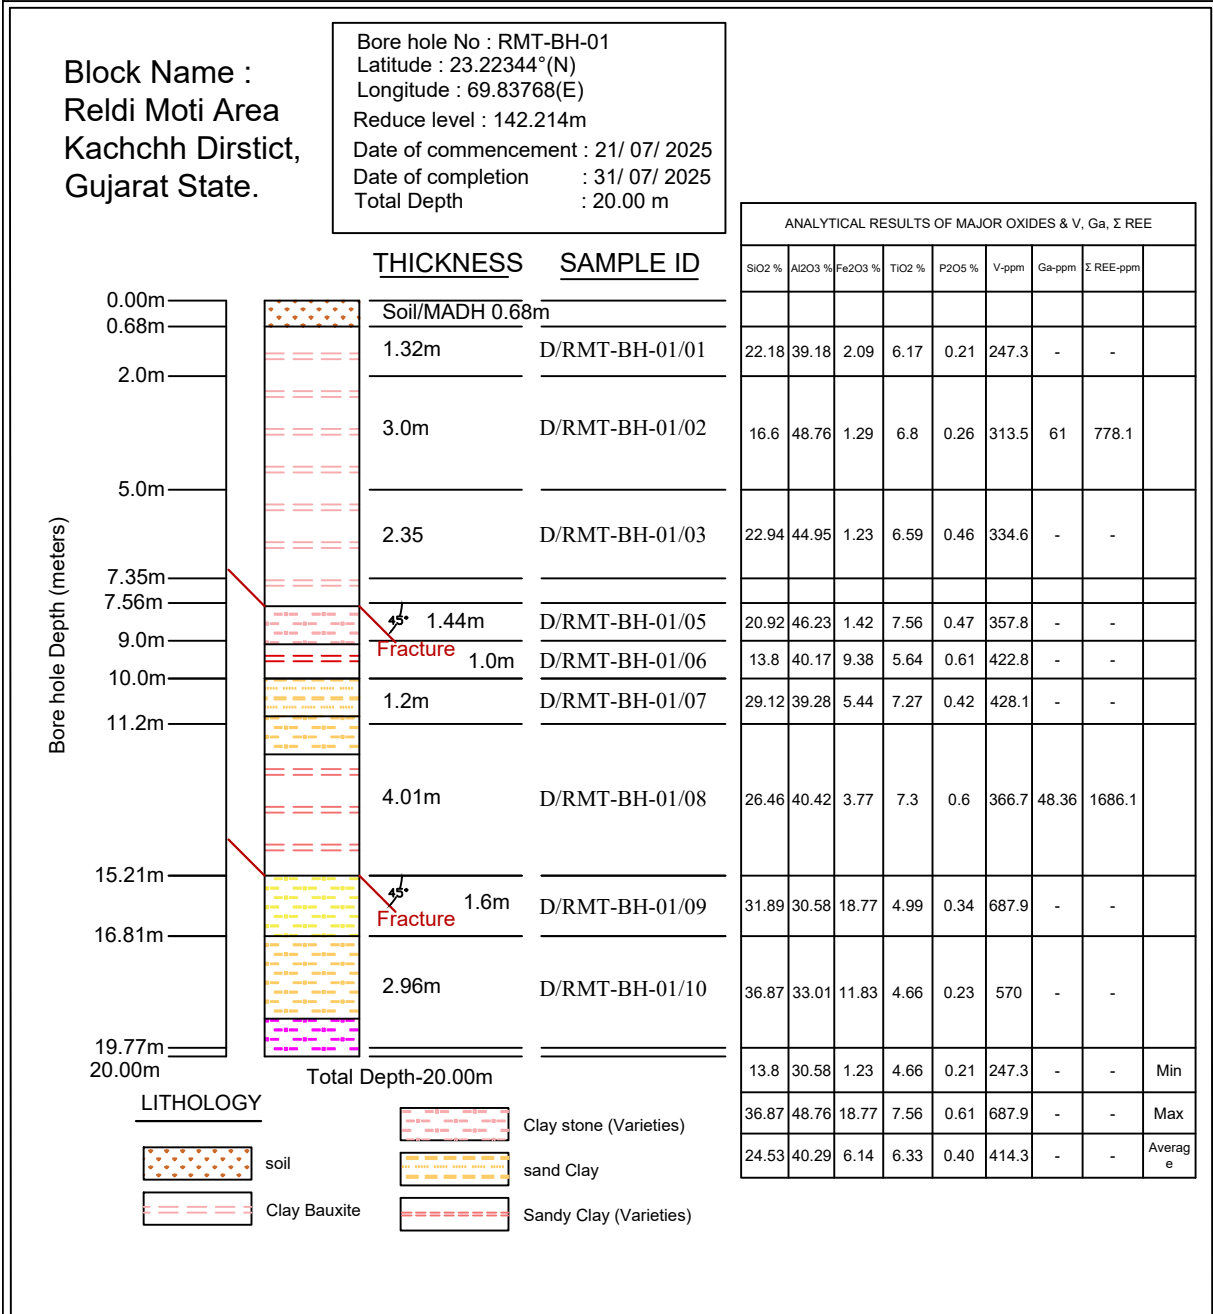 Block Name :
Reldi Moti Area
Kachchh Dirstict,
Gujarat State.
Bore hole No : RMT-BH-01
Latitude : 23.22344°(N)
Longitude : 69.83768(E)
Reduce level : 142.214m
Date of commencement : 21/ 07/ 2025
Date of completion : 31/ 07/ 2025
Total Depth : 20.00 m
ANALYTICAL RESULTS OF MAJOR OXIDES & V, Ga, Σ REE
SiO2 % Al2O3 % Fe2O3 % TiO2 % P2O5 % V-ppm Ga-ppm Σ REE-ppm
THICKNESS SAMPLE ID
Bore hole Depth (meters)
0.00m
Soil/MADH 0.68m
0.68m
1.32m D/RMT-BH-01/01 22.18 39.18 2.09 6.17 0.21 247.3 - -
2.0m
3.0m D/RMT-BH-01/02 16.6 48.76 1.29 6.8 0.26 313.5 61 778.1
5.0m
2.35 D/RMT-BH-01/03 22.94 44.95 1.23 6.59 0.46 334.6 - -
7.35m
7.56m
45° 1.44m D/RMT-BH-01/05 20.92 46.23 1.42 7.56 0.47 357.8 - -
9.0m
Fracture 1.0m D/RMT-BH-01/06 13.8 40.17 9.38 5.64 0.61 422.8 - -
10.0m
1.2m D/RMT-BH-01/07 29.12 39.28 5.44 7.27 0.42 428.1 - -
11.2m
4.01m D/RMT-BH-01/08 26.46 40.42 3.77 7.3 0.6 366.7 48.36 1686.1
15.21m
45° 1.6m D/RMT-BH-01/09 31.89 30.58 18.77 4.99 0.34 687.9 - -
Fracture
16.81m
2.96m D/RMT-BH-01/10 36.87 33.01 11.83 4.66 0.23 570 - -
19.77m
20.00m
Total Depth-20.00m
13.8 30.58 1.23 4.66 0.21 247.3 - - Min
36.87 48.76 18.77 7.56 0.61 687.9 - - Max
24.53 40.29 6.14 6.33 0.40 414.3 - - Averag
e
LITHOLOGY
soil
Clay Bauxite
Clay stone (Varieties)
sand Clay
Sandy Clay (Varieties)